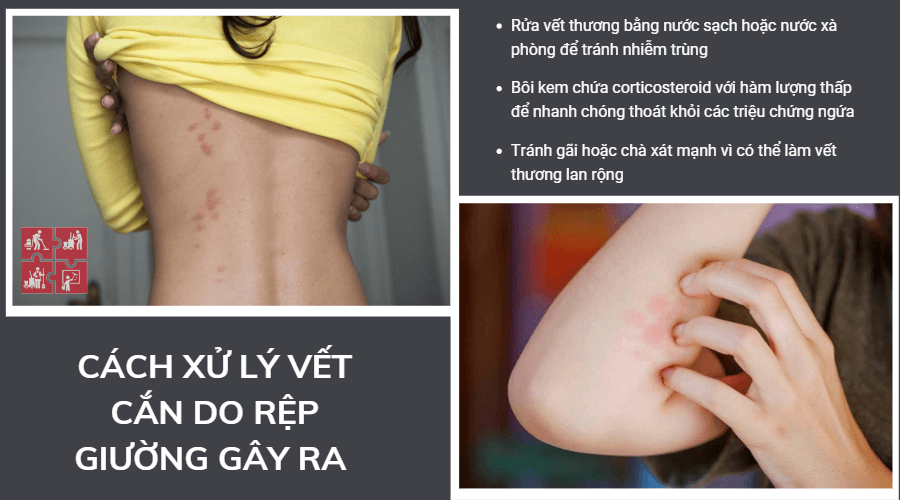 • Rửa vết thương bằng nước sạch hoặc nước xà
phòng để tránh nhiễm trùng
• Bôi kem chứa corticosteroid với hàm lượng thấp
để nhanh chóng thoát khỏi các triệu chứng ngứa
• Tránh gãi hoặc chà xát mạnh vì có thể làm vết
thương lan rộng
CÁCH XỬ LÝ VẾT
CẮN DO RỆP
GIƯỜNG GÂY RA